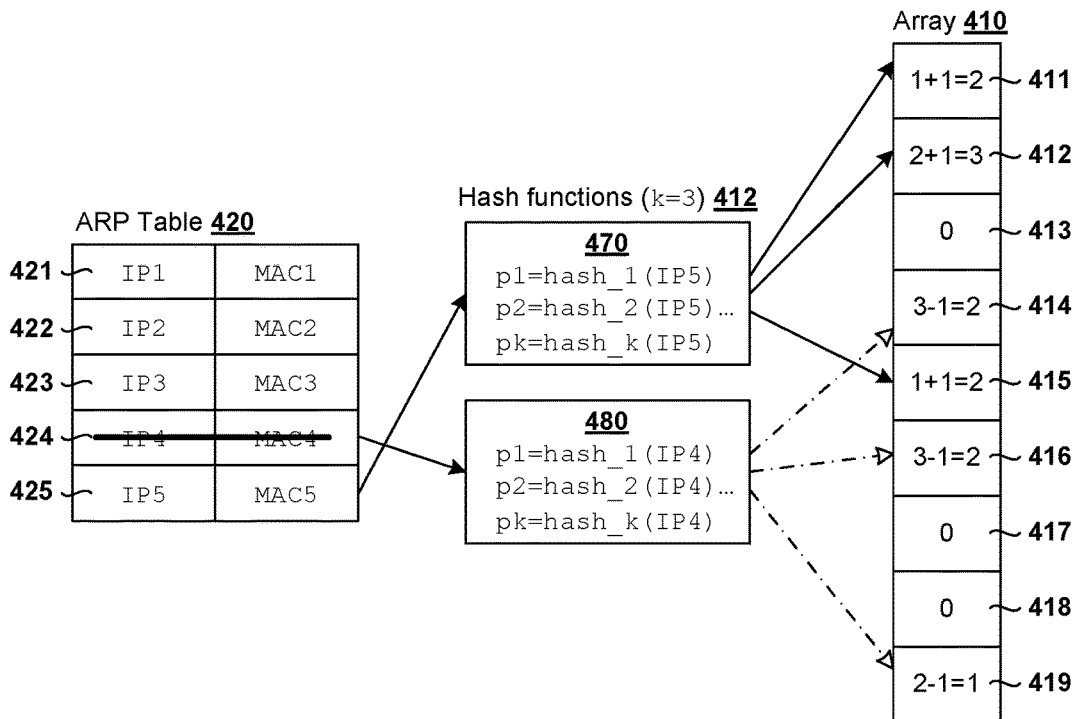 Array 410
1+1=2 411
2+1=3 412
0 413
3-1=2 414
1+1=2 415
3-1=2 416
0 417
0 418
2-1=1 419
Hash functions (k=3) 412
470
p1=hash_1(IP5)
p2=hash_2(IP5)…
pk=hash_k(IP5)
480
p1=hash_1(IP4)
p2=hash_2(IP4)…
pk=hash_k(IP4)
ARP Table 420
421 IP1 MAC1
422 IP2 MAC2
423 IP3 MAC3
424 IP4 MAC4
425 IP5 MAC5